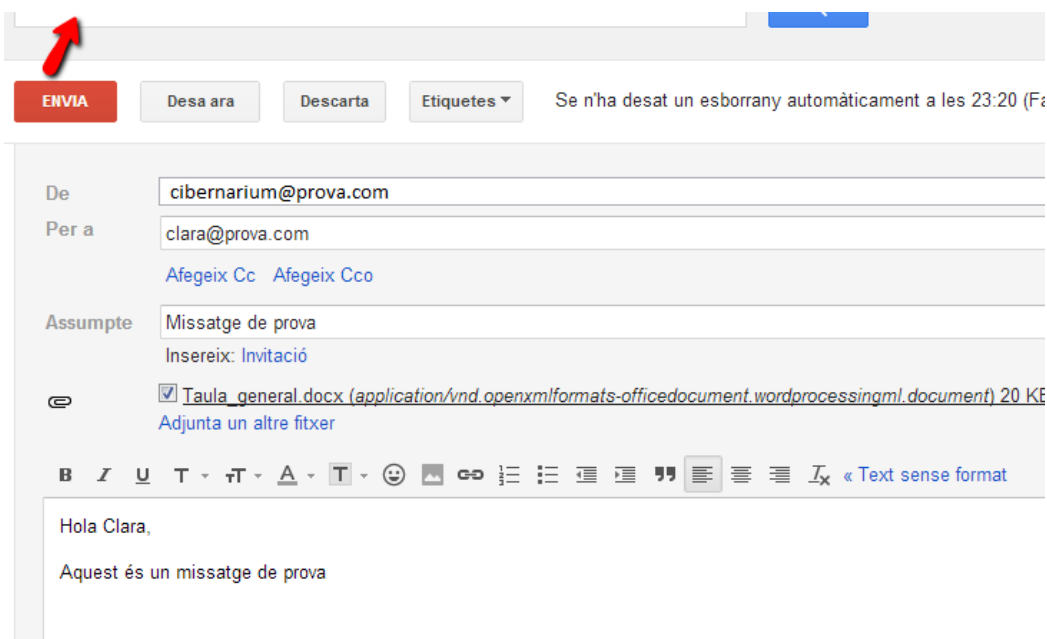 ENVIA Desa ara Descarta Etiquetes Se n'ha desat un esborrany automàticament a les 23:20
De cibernarium@prova.com
Per a clara@prova.com
Afegeix Cc Afegeix Cco
Assumpte Missatge de prova
Insereix: Invitació
Taula_general.docx (application/vnd.openxmlformats-officedocument.wordprocessingml.document) 20 KB
Adjunta un altre fitxer
B I U T T A T « Text sense format
Hola Clara,
Aquest és un missatge de prova